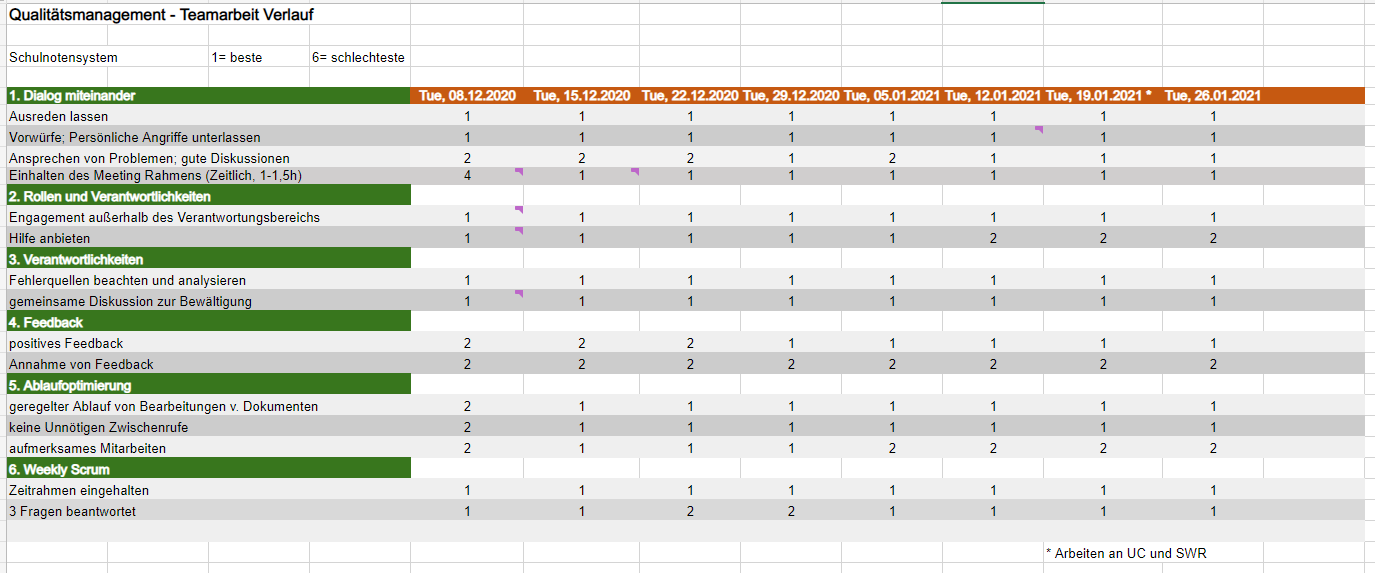 Qualitätsmanagement - Teamarbeit Verlauf
Schulnotensystem 1= beste 6= schlechteste
1. Dialog miteinander Tue, 08.12.2020 Tue, 15.12.2020 Tue, 22.12.2020 Tue, 29.12.2020 Tue, 05.01.2021 Tue, 12.01.2021 Tue, 19.01.2021 * Tue, 26.01.2021
Ausreden lassen 1 1 1 1 1 1 1 1
Vorwürfe; Persönliche Angriffe unterlassen 1 1 1 1 1 1 1 1
Ansprechen von Problemen; gute Diskussionen 2 2 2 1 2 1 1 1
Einhalten des Meeting Rahmens (Zeitlich, 1-1,5h) 4 1 1 1 1 1 1 1
2. Rollen und Verantwortlichkeiten
Engagement außerhalb des Verantwortungsbereichs 1 1 1 1 1 1 1 1
Hilfe anbieten 1 1 1 1 1 2 2 2
3. Verantwortlichkeiten
Fehlerquellen beachten und analysieren 1 1 1 1 1 1 1 1
gemeinsame Diskussion zur Bewältigung 1 1 1 1 1 1 1 1
4. Feedback
positives Feedback 2 2 2 1 1 1 1 1
Annahme von Feedback 2 2 2 2 2 2 2 2
5. Ablaufoptimierung
geregelter Ablauf von Bearbeitungen v. Dokumenten 2 1 1 1 1 1 1 1
keine Unnötigen Zwischenrufe 2 1 1 1 1 1 1 1
aufmerksames Mitarbeiten 2 1 1 1 2 2 2 2
6. Weekly Scrum
Zeitrahmen eingehalten 1 1 1 1 1 1 1 1
3 Fragen beantwortet 1 1 2 2 1 1 1 1
* Arbeiten an UC und SWR